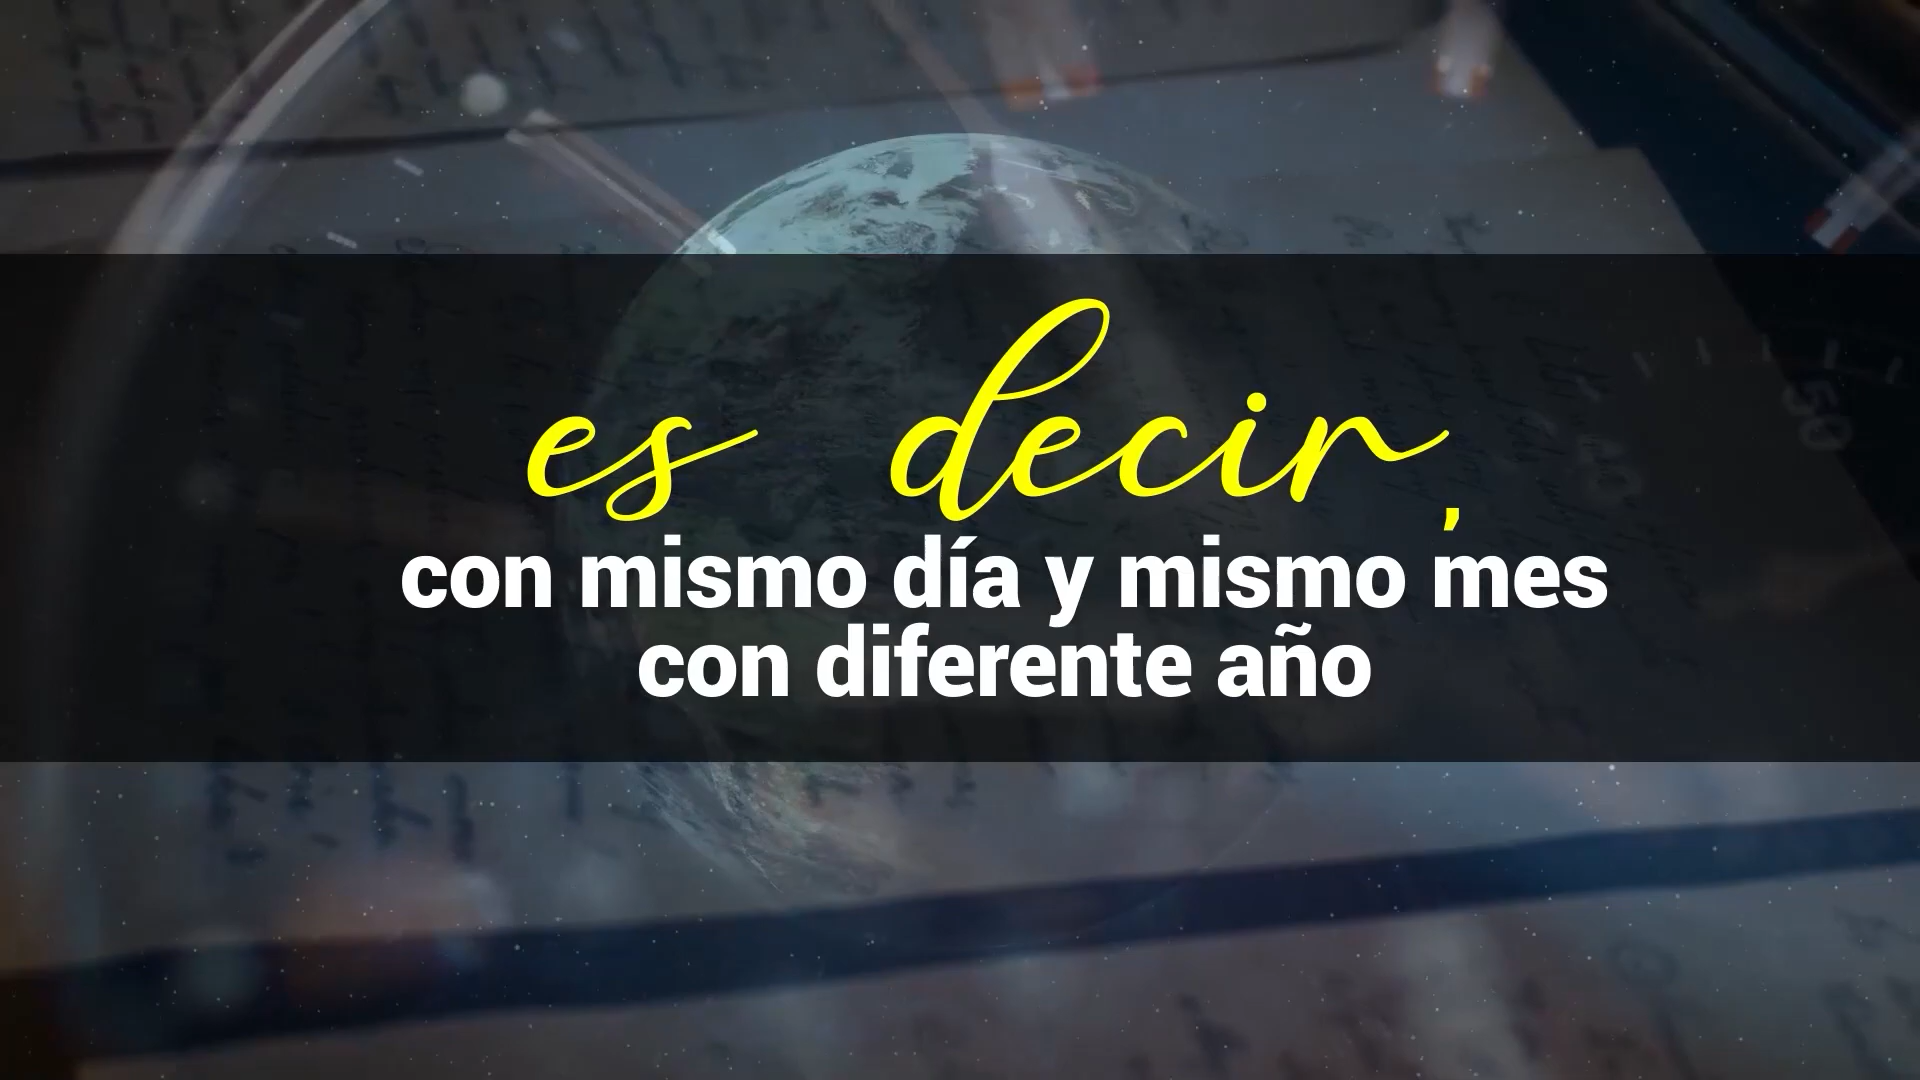 es decir,
con mismo día y mismo mes
con diferente año